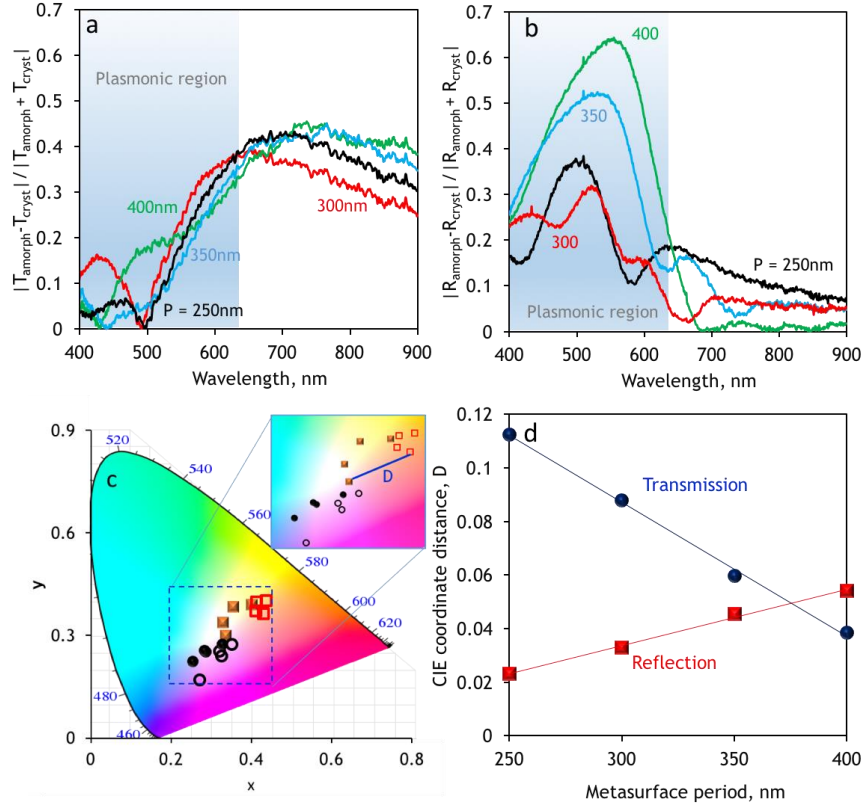 a
| Tamorph-Tcryst| / |Tamorph+ Tcryst|
0.7
0.6
0.5
0.4
0.3
0.2
0.1
0
Plasmonic region
400nm
300nm
350nm
P = 250nm
400 500 600 700 800 900
Wavelength, nm
b
|Ramorph-Rcryst| / |Ramorph+ Rcryst|
0.7
0.6
0.5
0.4
0.3
0.2
0.1
0
400
350
300
P = 250nm
Plasmonic region
400 500 600 700 800 900
Wavelength, nm
c
y
0.9
0.6
0.3
0
520
540
560
580
600
620
480
460
D
0 0.2 0.4 0.6 0.8
x
d
CIE coordinate distance, D
0.12
0.1
0.08
0.06
0.04
0.02
0
Transmission
Reflection
250 300 350 400
Metasurface period, nm